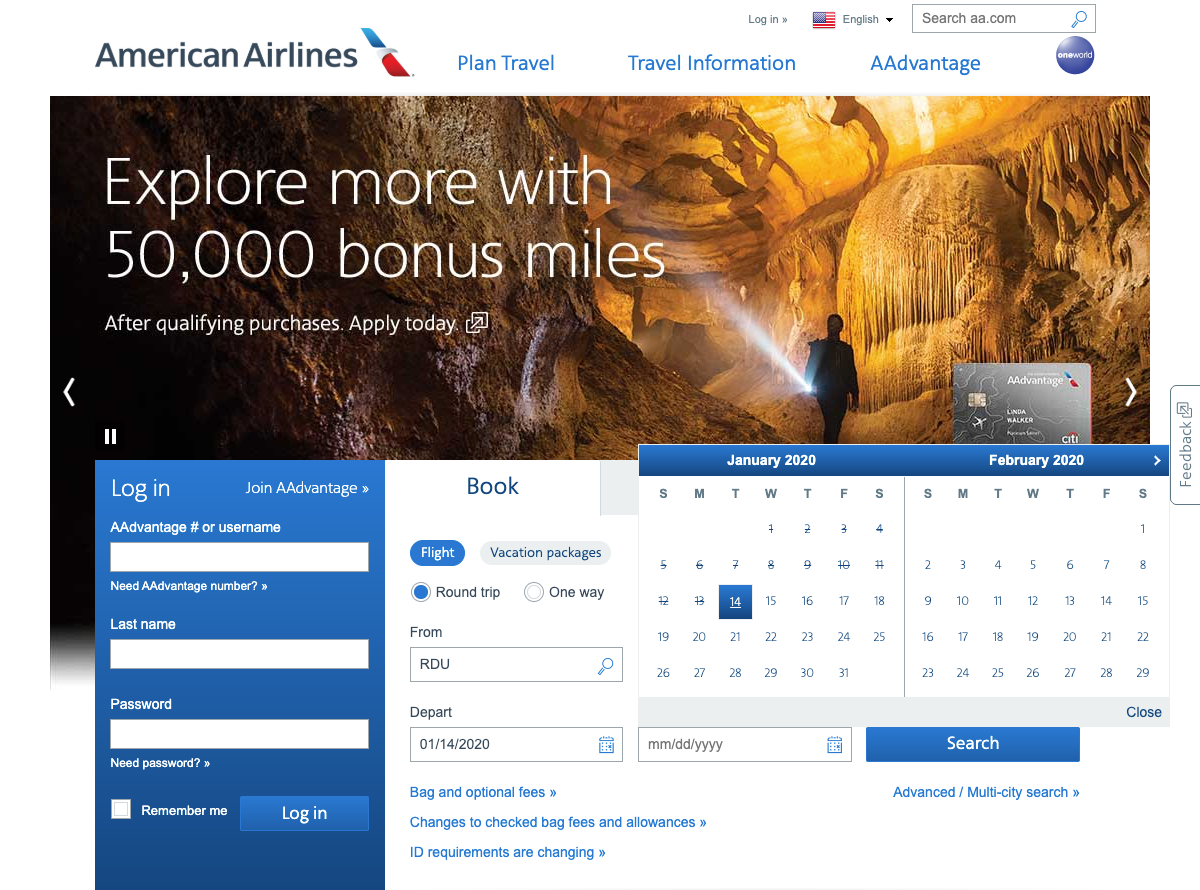 Log in »
English
Search aa.com
American Airlines
Plan Travel
Travel Information
AAdvantage
oneworld
Explore more with
50,000 bonus miles
After qualifying purchases. Apply today.
AAdvantage
LINDA
WALKER
citi
Feedback
Log in
Join AAdvantage »
AAdvantage # or username
Need AAdvantage number? »
Last name
Password
Need password? »
Remember me
Log in
Book
Flight
Vacation packages
Round trip
One way
From
RDU
Depart
01/14/2020
mm/dd/yyyy
January 2020
S M T W T F S
1 2 3 4
5 6 7 8 9 10 11
12 13 14 15 16 17 18
19 20 21 22 23 24 25
26 27 28 29 30 31
February 2020
S M T W T F S
1
2 3 4 5 6 7 8
9 10 11 12 13 14 15
16 17 18 19 20 21 22
23 24 25 26 27 28 29
Close
Search
Bag and optional fees »
Advanced / Multi-city search »
Changes to checked bag fees and allowances »
ID requirements are changing »